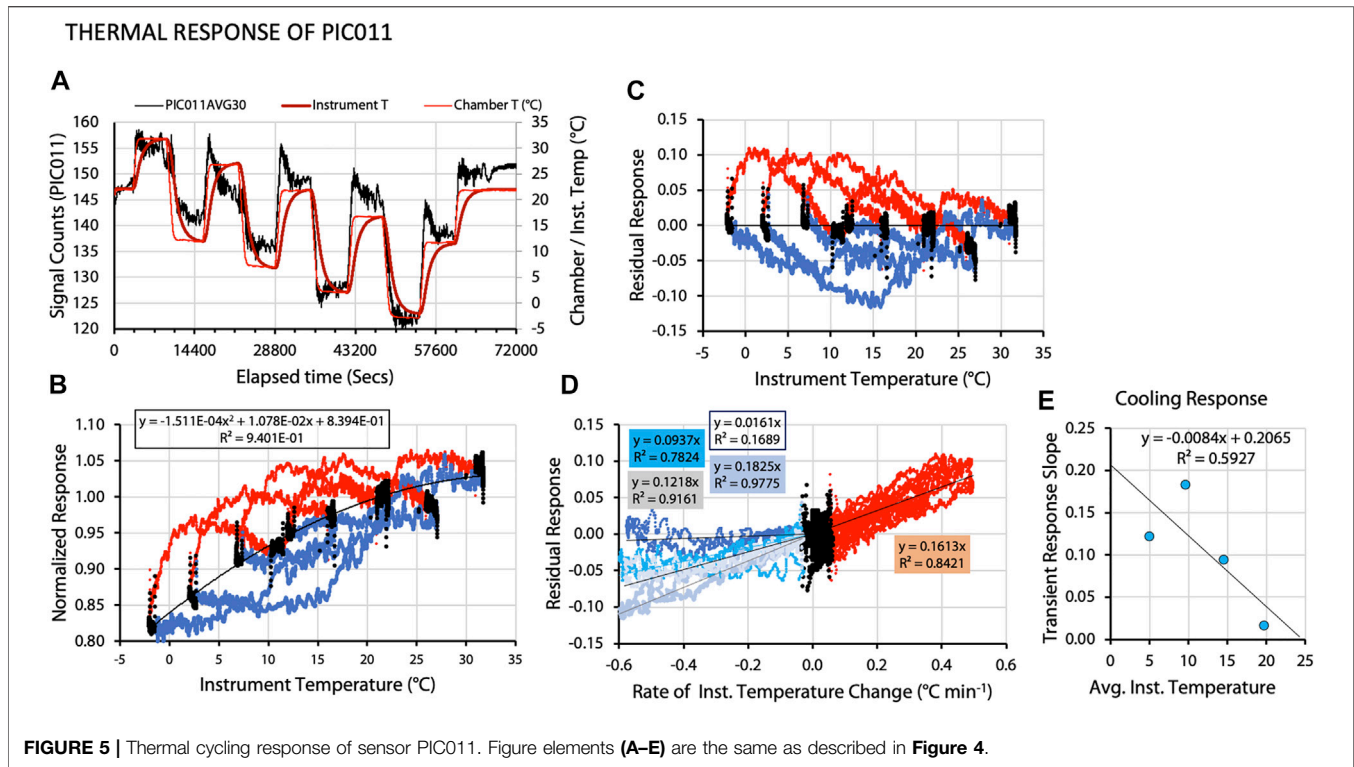 THERMAL RESPONSE OF PIC011
A
PIC011AVG30 Instrument T Chamber T (°C)
Signal Counts (PIC011)
160
155
150
145
140
135
130
125
120
35
30
25
20
15
10
5
0
-5
Chamber / Inst. Temp (°C)
0 14400 28800 43200 57600 72000
Elapsed time (Secs)
C
Residual Response
0.15
0.10
0.05
0.00
-0.05
-0.10
-0.15
-5 0 5 10 15 20 25 30 35
Instrument Temperature (°C)
B
y = -1.511E-04x² + 1.078E-02x + 8.394E-01
R² = 9.401E-01
Normalized Response
1.10
1.05
1.00
0.95
0.90
0.85
0.80
-5 0 5 10 15 20 25 30 35
Instrument Temperature (°C)
D
y = 0.0161x
R² = 0.1689
y = 0.0937x
R² = 0.7824
y = 0.1825x
R² = 0.9775
y = 0.1218x
R² = 0.9161
y = 0.1613x
R² = 0.8421
Residual Response
0.15
0.10
0.05
0.00
-0.05
-0.10
-0.15
-0.6 -0.4 -0.2 0.0 0.2 0.4 0.6
Rate of Inst. Temperature Change (°C min⁻¹)
E
Cooling Response
y = -0.0084x + 0.2065
R² = 0.5927
Transient Response Slope
0.20
0.15
0.10
0.05
0.00
0 5 10 15 20 25
Avg. Inst. Temperature
FIGURE 5 | Thermal cycling response of sensor PIC011. Figure elements (A–E) are the same as described in Figure 4.